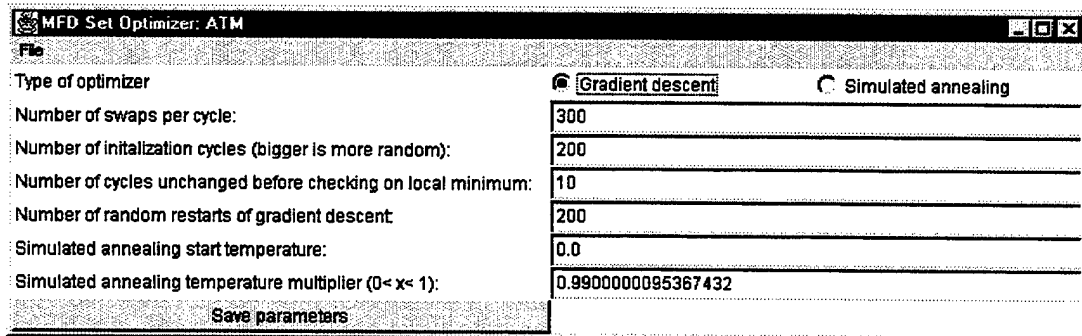 MFD Set Optimizer: ATM
File
Type of optimizer Gradient descent Simulated annealing
Number of swaps per cycle: 300
Number of initalization cycles (bigger is more random): 200
Number of cycles unchanged before checking on local minimum: 10
Number of random restarts of gradient descent: 200
Simulated annealing start temperature: 0.0
Simulated annealing temperature multiplier (0< x< 1): 0.9900000095367432
Save parameters